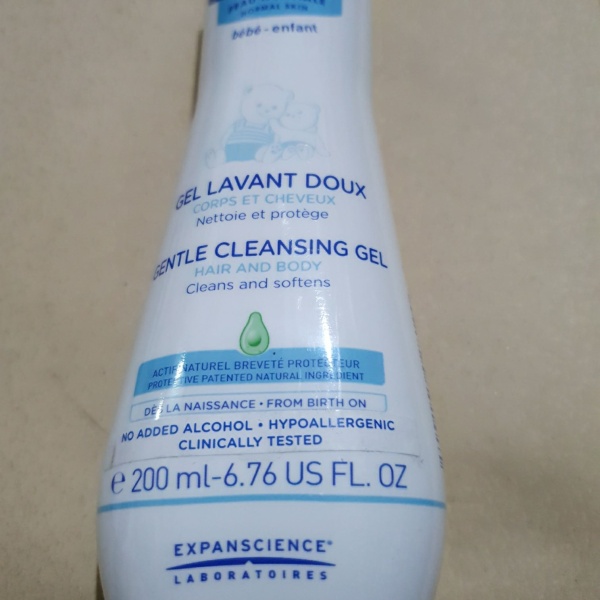 NORMAL SKIN
bébé-enfant
GEL LAVANT DOUX
CORPS ET CHEVEUX
Nettoie et protège
GENTLE CLEANSING GEL
HAIR AND BODY
Cleans and softens
ACTIF NATUREL BREVETÉ PROTECTEUR
PROTECTIVE PATENTED NATURAL INGREDIENT
DÈS LA NAISSANCE • FROM BIRTH ON
NO ADDED ALCOHOL • HYPOALLERGENIC
CLINICALLY TESTED
℮ 200 ml-6.76 US FL. OZ
EXPANSCIENCE®
LABORATOIRES